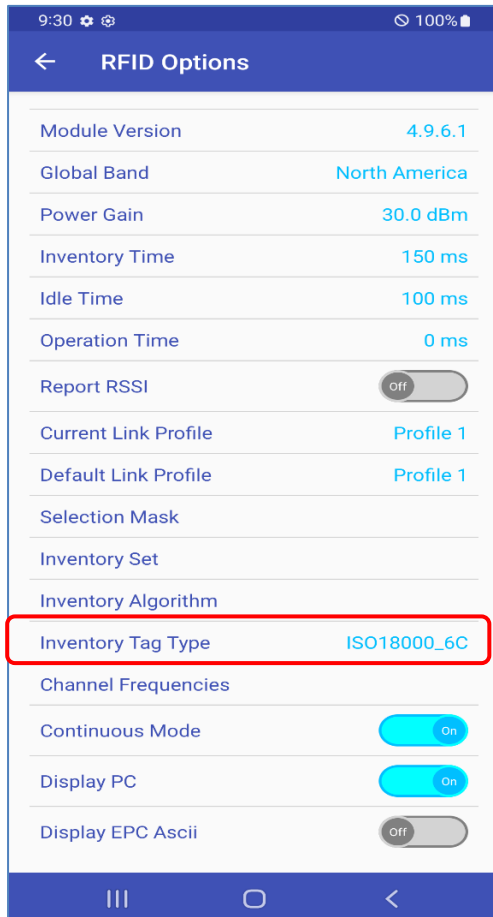 9:30 100%
RFID Options
Module Version 4.9.6.1
Global Band North America
Power Gain 30.0 dBm
Inventory Time 150 ms
Idle Time 100 ms
Operation Time 0 ms
Report RSSI Off
Current Link Profile Profile 1
Default Link Profile Profile 1
Selection Mask
Inventory Set
Inventory Algorithm
Inventory Tag Type ISO18000_6C
Channel Frequencies
Continuous Mode On
Display PC On
Display EPC Ascii Off